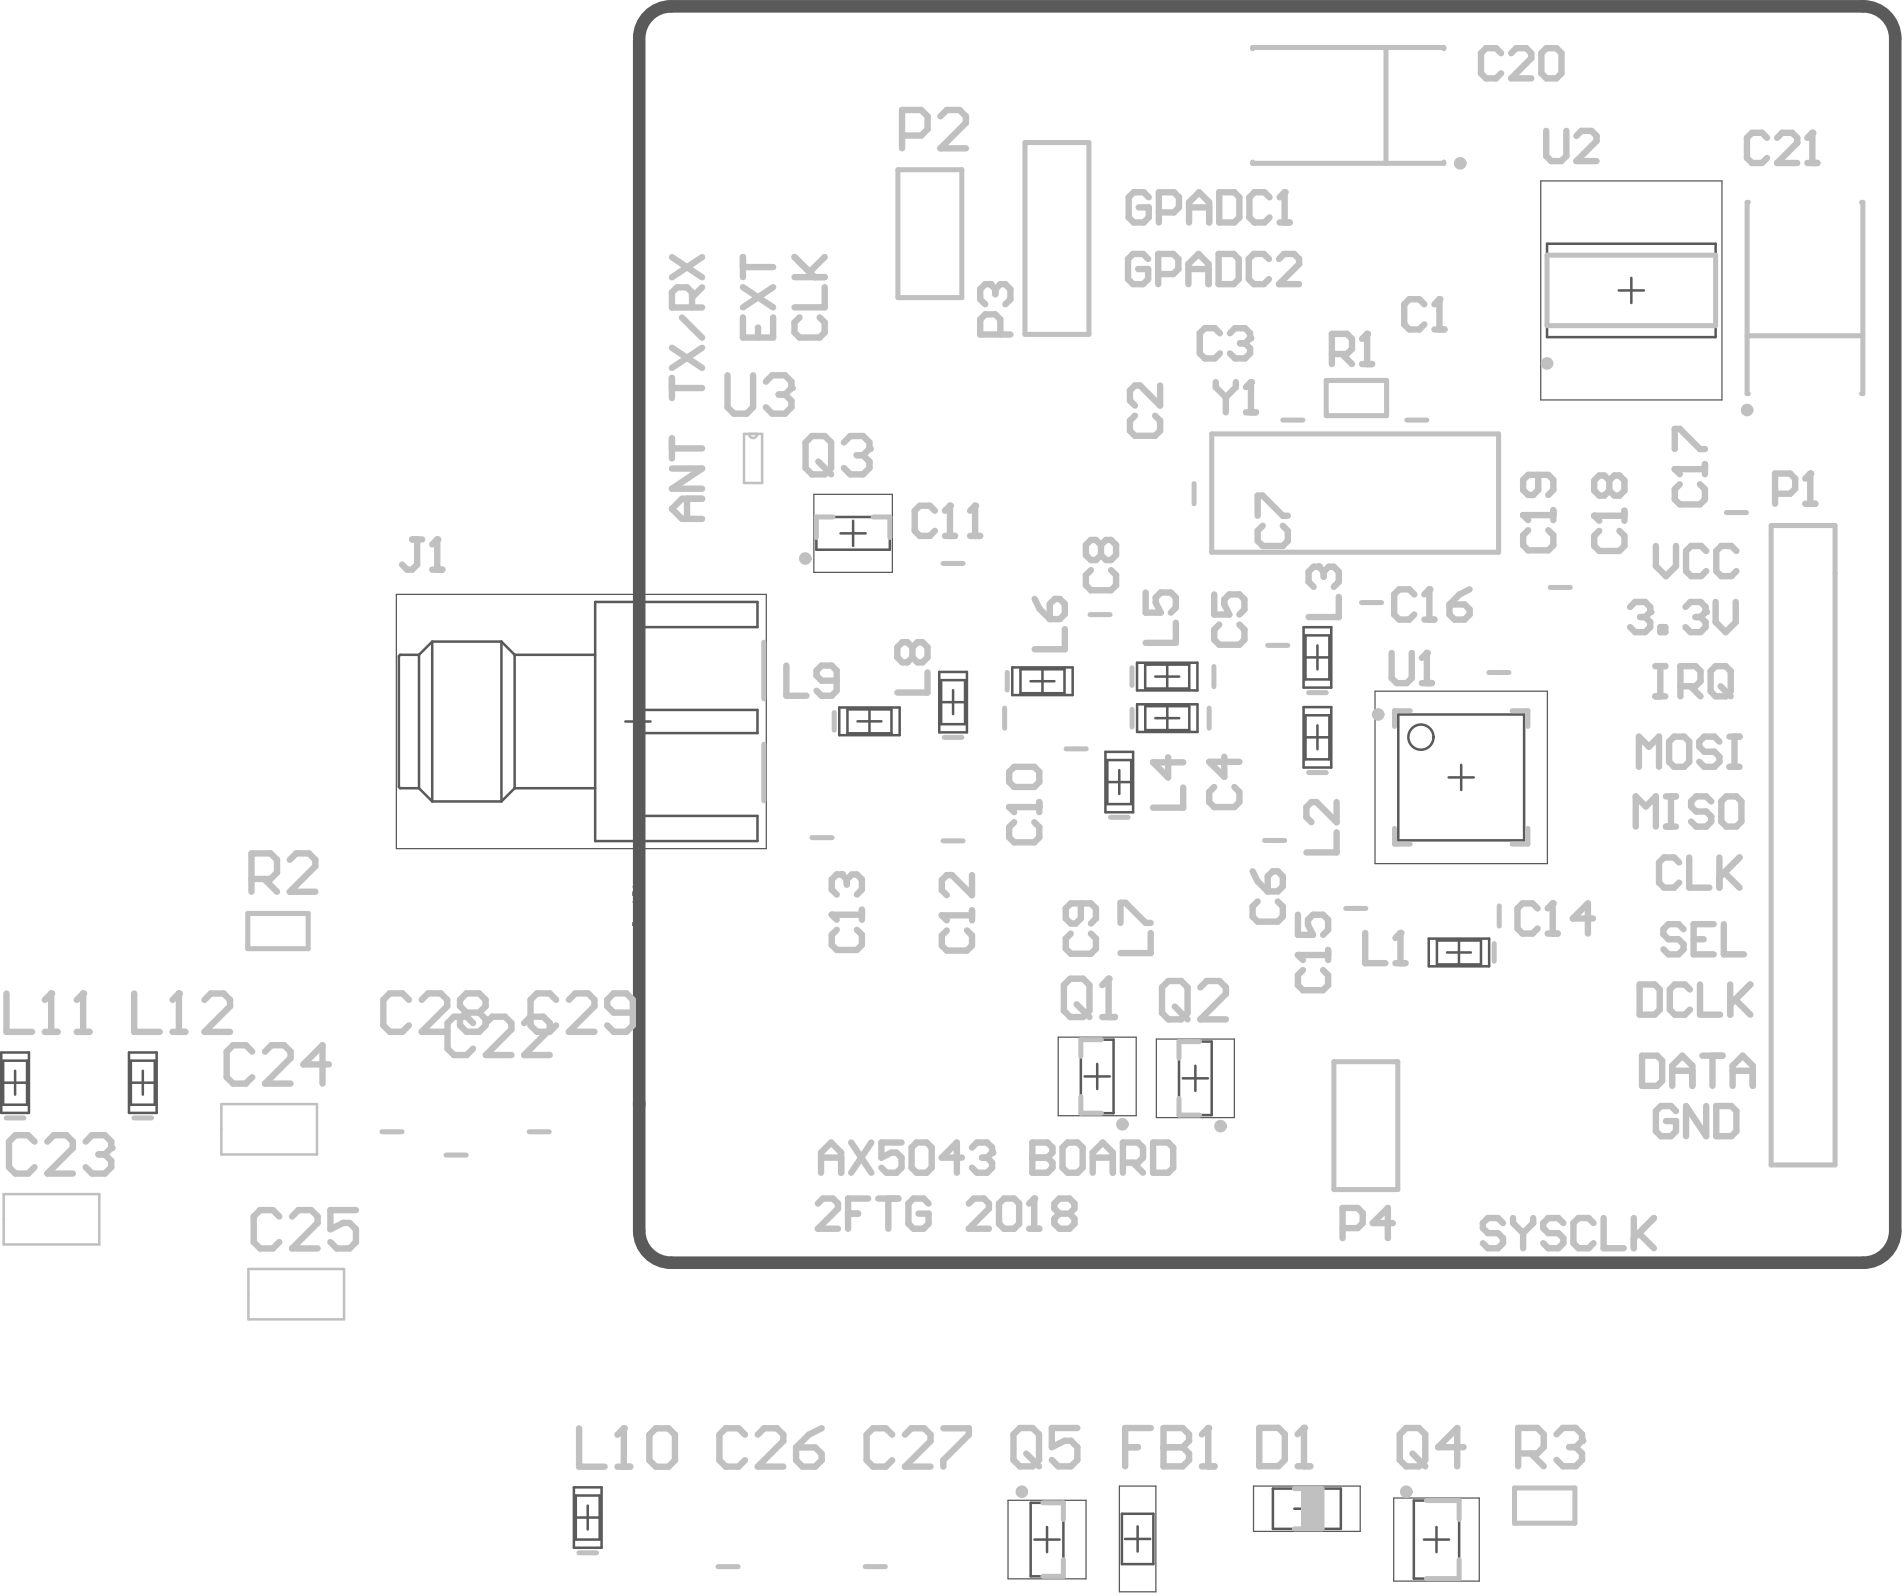 C20
P2
U2
C21
GPADC1
GPADC2
ANT TX/RX
EXT
CLK
P3
C1
C3
R1
U3
C2
Y1
Q3
C17
P1
C11
C7
C19
C18
J1
C8
VCC
L3
C16
3.3V
L6
L5
C5
L9
L8
U1
IRQ
MOSI
C10
L4
C4
L2
MISO
R2
CLK
C13
C12
C9
L7
C6
C15
L1
C14
SEL
L11
L12
C28
C29
C22
Q1
Q2
DCLK
C24
DATA
C23
GND
AX5043 BOARD
2FTG 2018
C25
P4
SYSCLK
L10
C26
C27
Q5
FB1
D1
Q4
R3